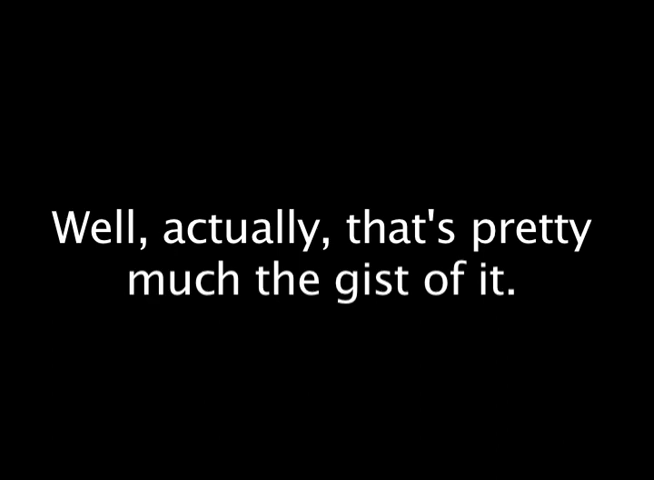 Well, actually, that's pretty
much the gist of it.